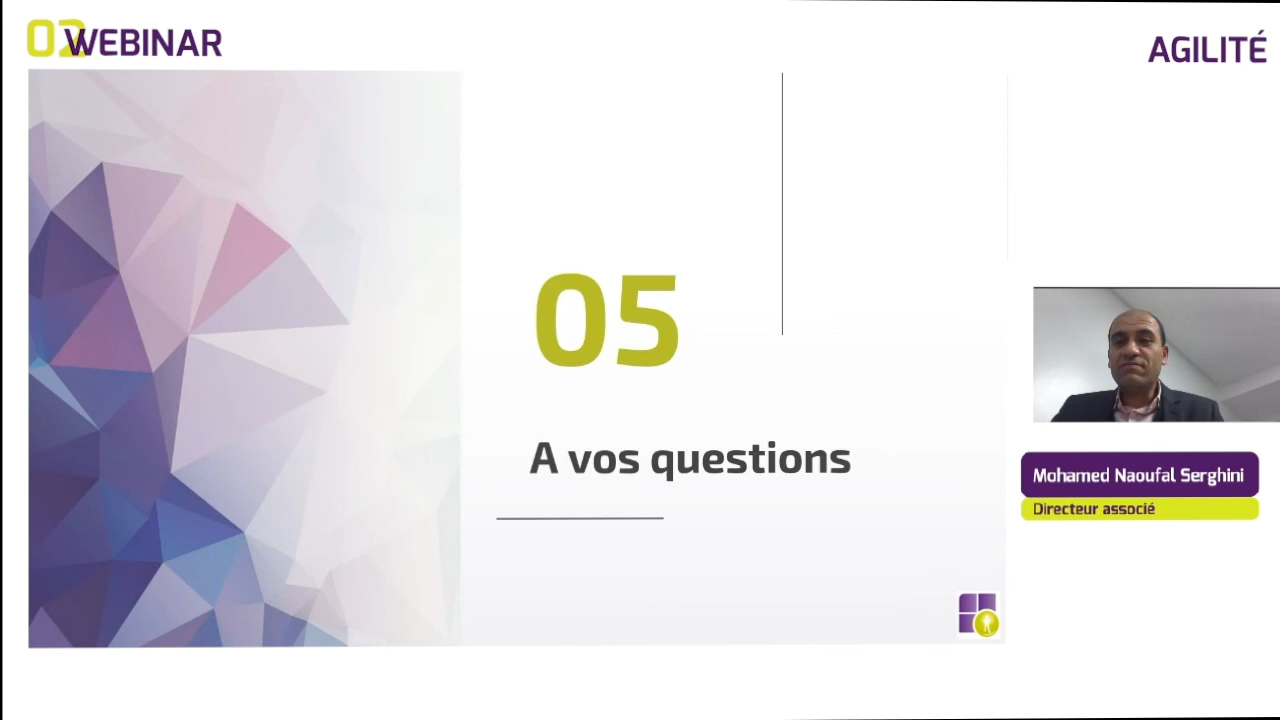 02 WEBINAR
AGILITÉ
05
A vos questions
Mohamed Naoufal Serghini
Directeur associé